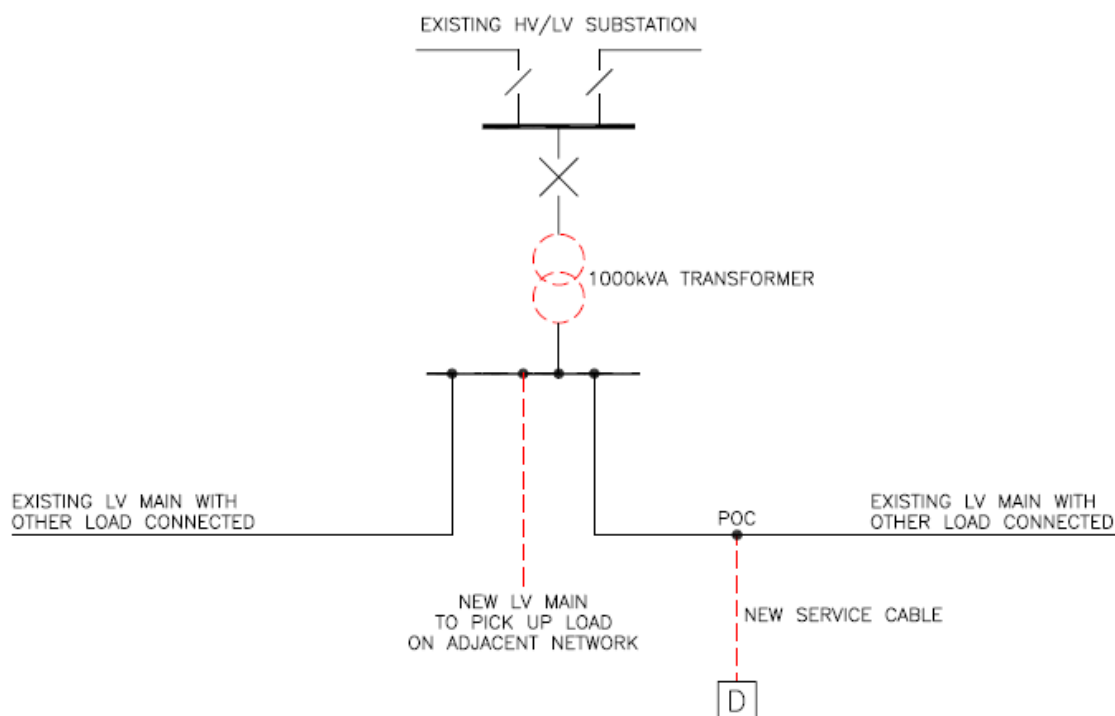 EXISTING HV/LV SUBSTATION
1000kVA TRANSFORMER
EXISTING LV MAIN WITH
OTHER LOAD CONNECTED
POC
EXISTING LV MAIN WITH
OTHER LOAD CONNECTED
NEW LV MAIN
TO PICK UP LOAD
ON ADJACENT NETWORK
NEW SERVICE CABLE
D